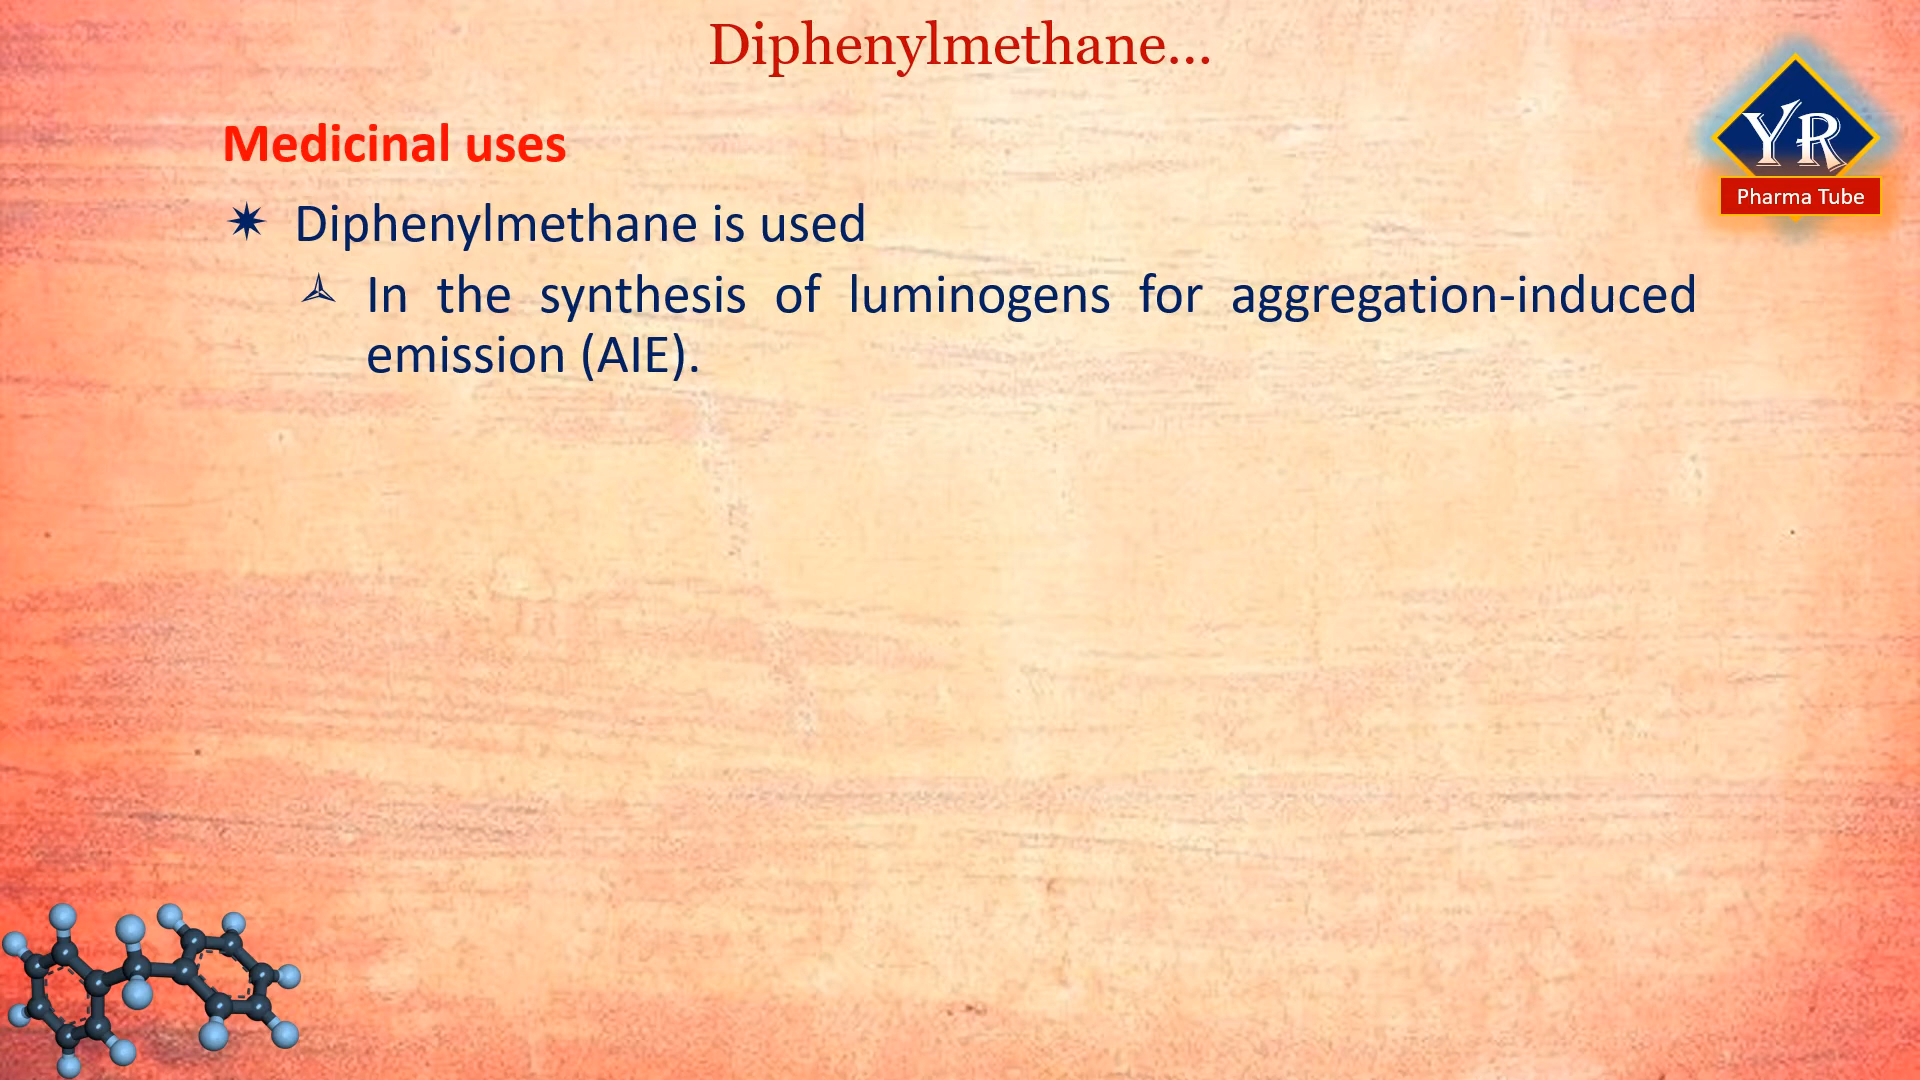 Diphenylmethane...
YR
Pharma Tube
Medicinal uses
Diphenylmethane is used
In the synthesis of luminogens for aggregation-induced
emission (AIE).